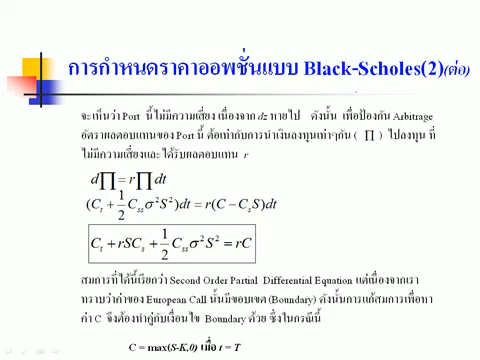 การกำหนดราคาออพชั่นแบบ Black-Scholes(2)(ต่อ)
จะเห็นว่า Port นี้ไม่มีความเสี่ยง เนื่องจาก dz หายไป ดังนั้น เพื่อป้องกัน Arbitrage
อัตราผลตอบแทนของ Port นี้ ต้องเท่ากับการนำเงินลงทุนเท่าๆกัน ( ∏ ) ไปลงทุน ที่
ไม่มีความเสี่ยงและได้รับผลตอบแทน r
d∏ = r∏dt
(C_t + 1/2 C_ss σ²S²)dt = r(C − C_s S)dt
C_t + rSC_s + 1/2 C_ss σ²S² = rC
สมการที่ได้นี้เรียกว่า Second Order Partial Differential Equation แต่เนื่องจากเรา
ทราบว่าค่าของ European Call นั้นมีขอบเขต (Boundary) ดังนั้นการแก้สมการเพื่อหา
ค่า C จึงต้องทำคู่กับเงื่อนไข Boundary ด้วย ซึ่งในกรณีนี้
C = max(S-K,0) เมื่อ t = T